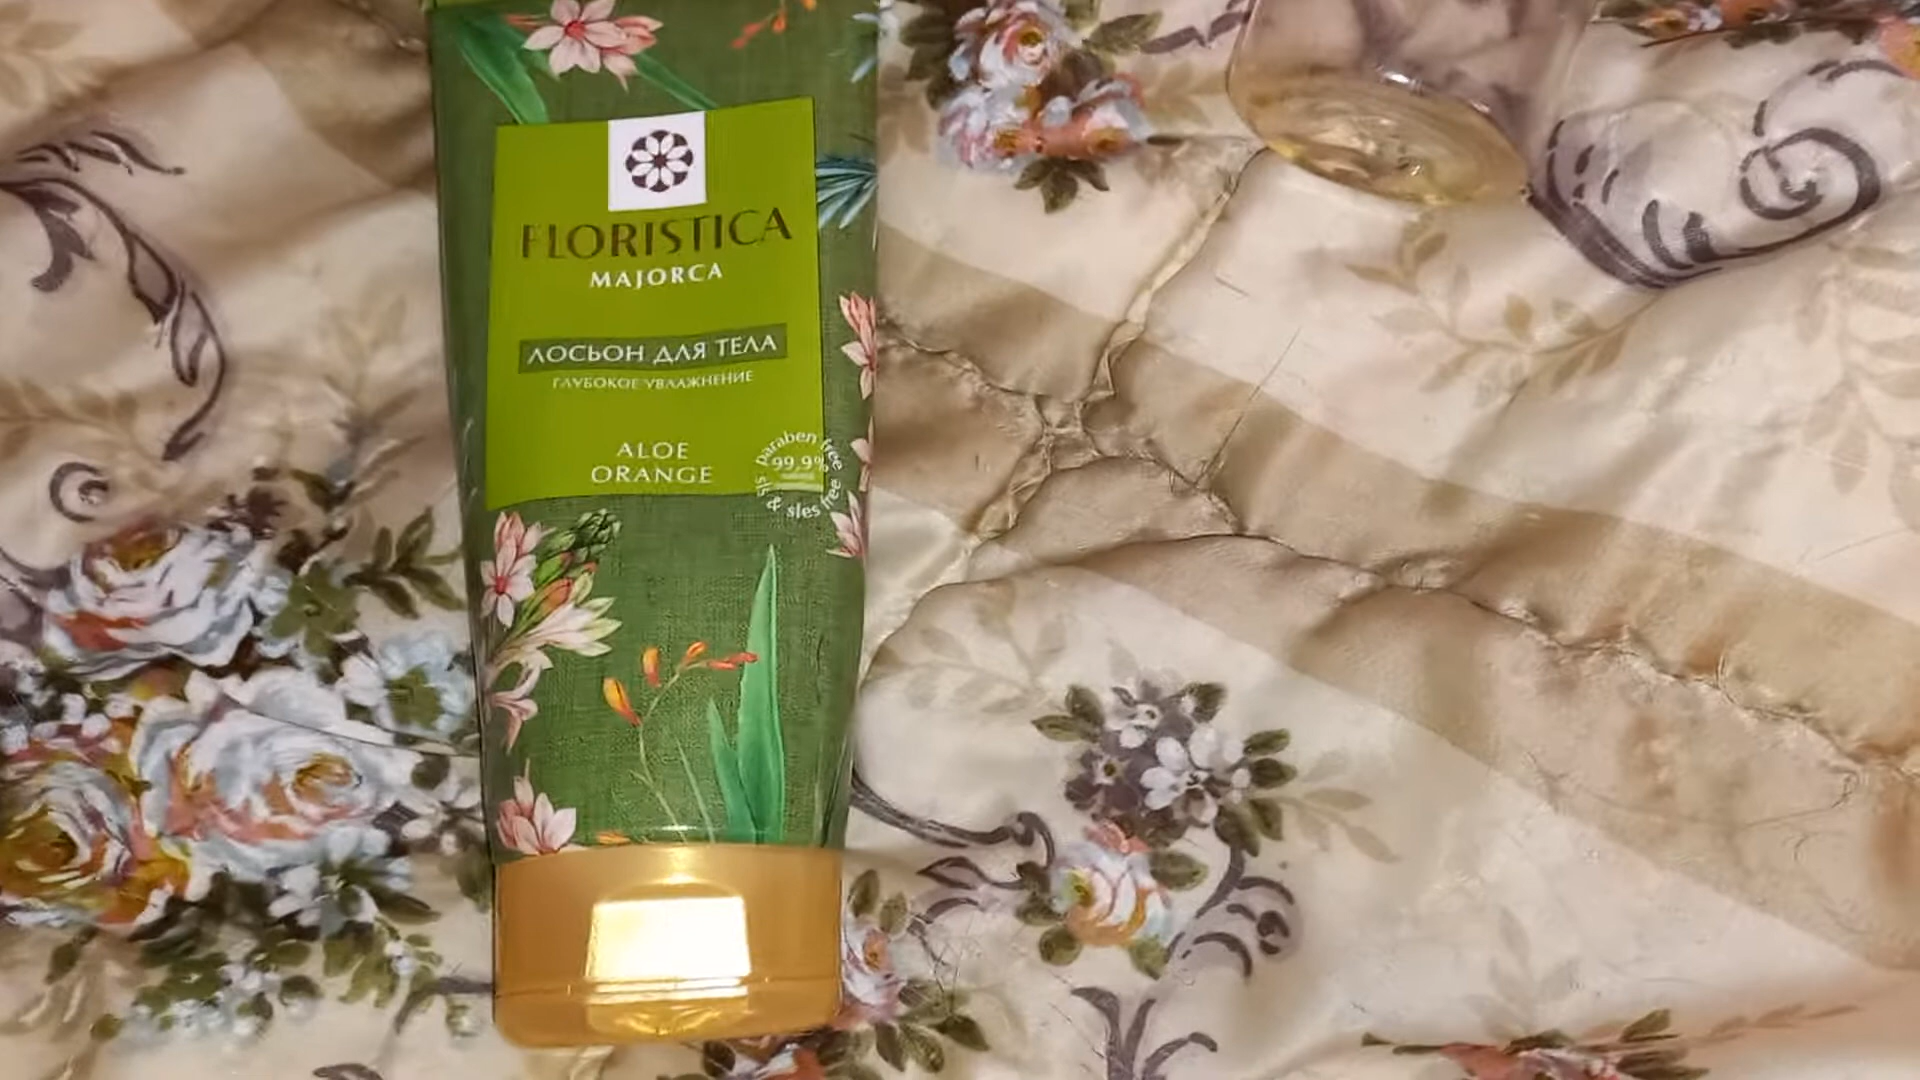 FLORISTICA
MAJORCA
ЛОСЬОН ДЛЯ ТЕЛА
ГЛУБОКОЕ УВЛАЖНЕНИЕ
ALOE
ORANGE
paraben free
99,9%
sls & sles free